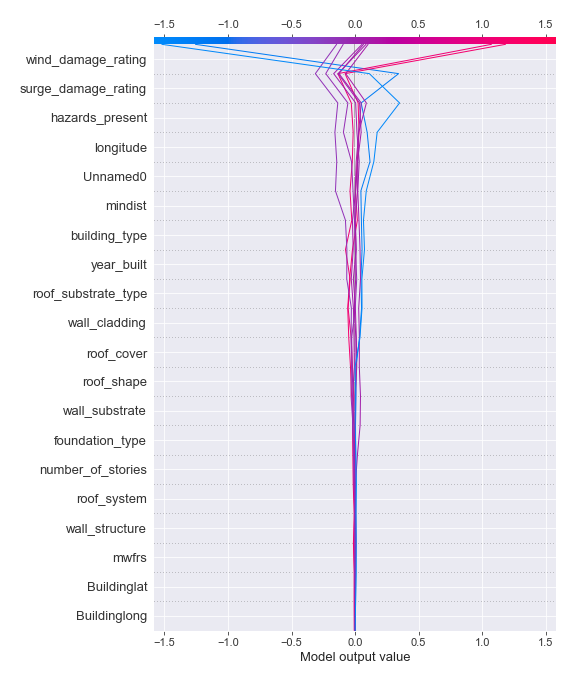 −1.5 −1.0 −0.5 0.0 0.5 1.0 1.5
wind_damage_rating
surge_damage_rating
hazards_present
longitude
Unnamed0
mindist
building_type
year_built
roof_substrate_type
wall_cladding
roof_cover
roof_shape
wall_substrate
foundation_type
number_of_stories
roof_system
wall_structure
mwfrs
Buildinglat
Buildinglong
−1.5 −1.0 −0.5 0.0 0.5 1.0 1.5
Model output value